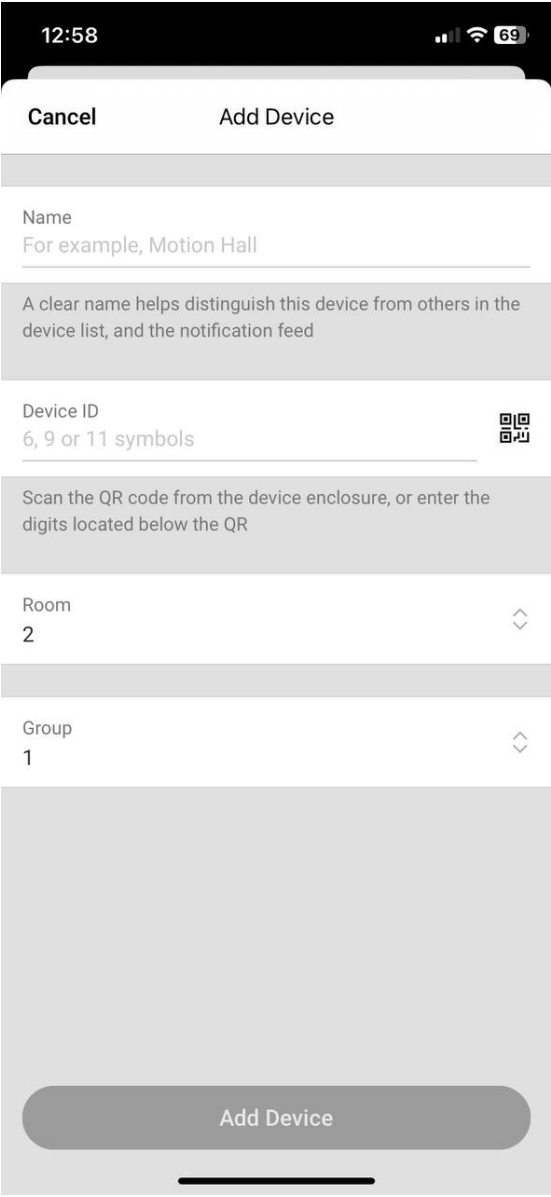 12:58
69
Cancel
Add Device
Name
For example, Motion Hall
A clear name helps distinguish this device from others in the
device list, and the notification feed
Device ID
6, 9 or 11 symbols
Scan the QR code from the device enclosure, or enter the
digits located below the QR
Room
2
Group
1
Add Device